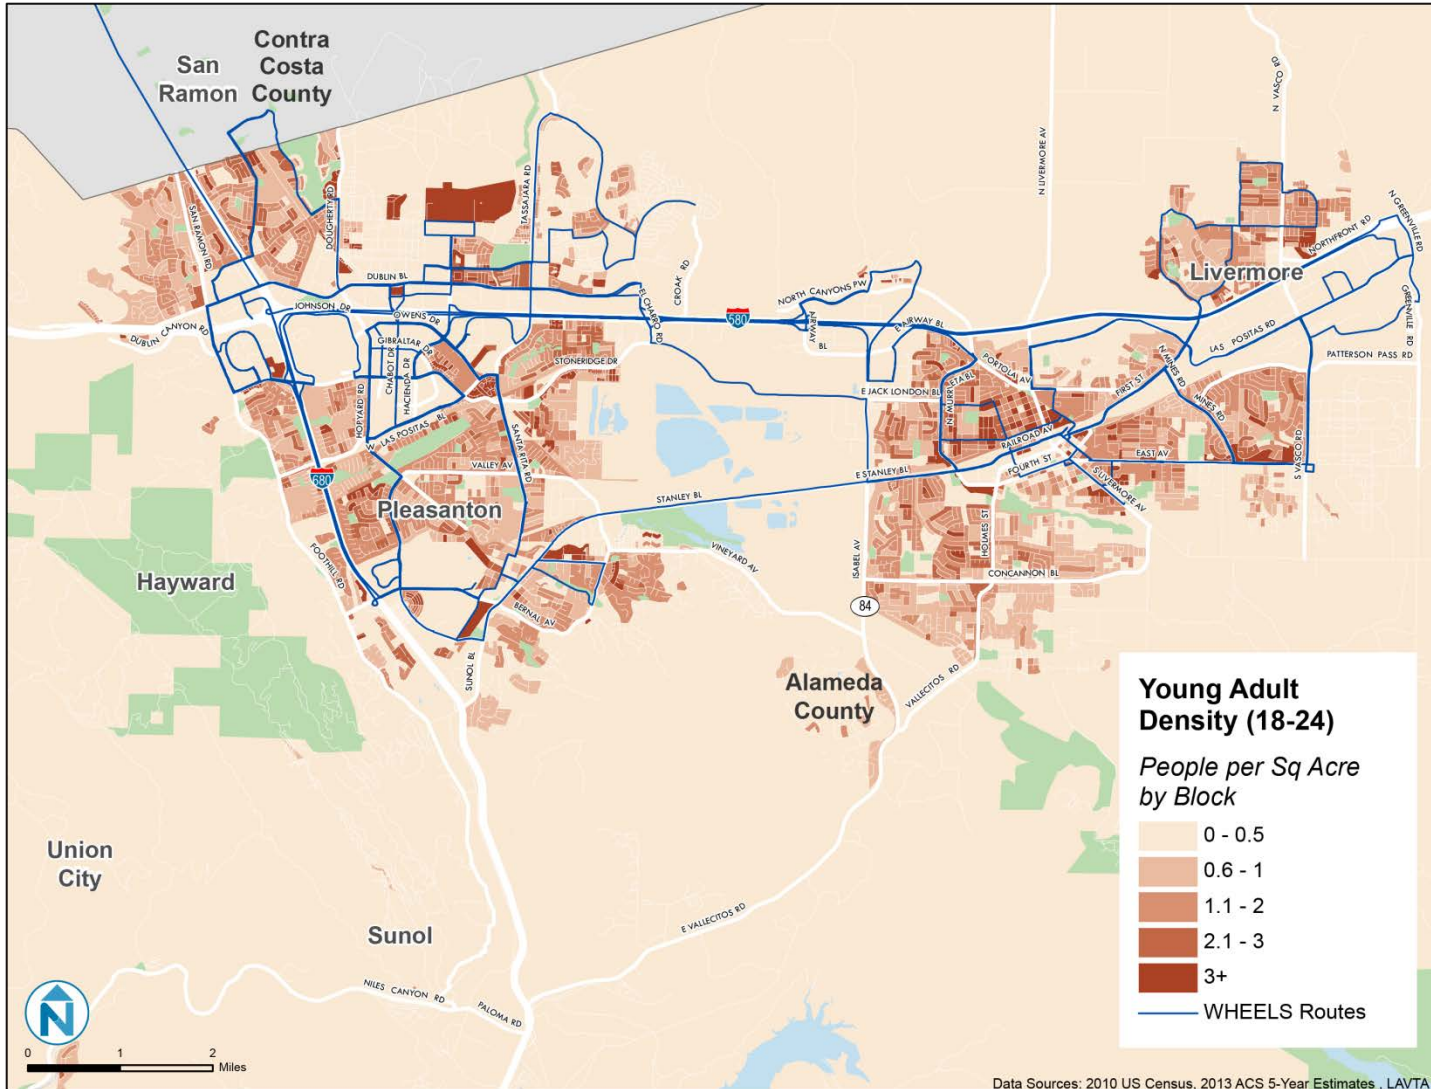 San
Ramon
Contra
Costa
County
N VASCO RD
N LIVERMORE AV
TASSAJARA RD
DOUGHERTY RD
SAN RAMON RD
N GREENVILLE RD
NORTHFRONT RD
Livermore
CROAK RD
DUBLIN BL
NORTH CANYONS PW
EL CHARRO RD
JOHNSON DR
OWENS DR
580
AIRWAY
BL
E AIRWAY BL
GREENVILLE RD
LAS POSITAS RD
DUBLIN CANYON RD
GIBRALTAR DR
CHABOT DR
HACIENDA DR
STONERIDGE DR
PATTERSON PASS RD
N MINES RD
PORTOLA AV
FIRST ST
HOPYARD RD
E JACK LONDON BL
N MURRIETA BL
MINES RD
W LAS POSITAS BL
SANTA RITA RD
RAILROAD AV
680
VALLEY AV
E STANLEY BL
FOURTH ST
EAST AV
S VASCO RD
STANLEY BL
S LIVERMORE AV
Pleasanton
HOLMES ST
FOOTHILL RD
VINEYARD AV
ISABEL AV
Hayward
CONCANNON BL
BERNAL AV
84
SUNOL BL
Alameda
County
VALLECITOS RD
Union
City
Sunol
E VALLECITOS RD
NILES CANYON RD
PALOMA RD
Young Adult
Density (18-24)
People per Sq Acre
by Block
0 - 0.5
0.6 - 1
1.1 - 2
2.1 - 3
3+
WHEELS Routes
N
0 1 2
Miles
Data Sources: 2010 US Census, 2013 ACS 5-Year Estimates , LAVTA